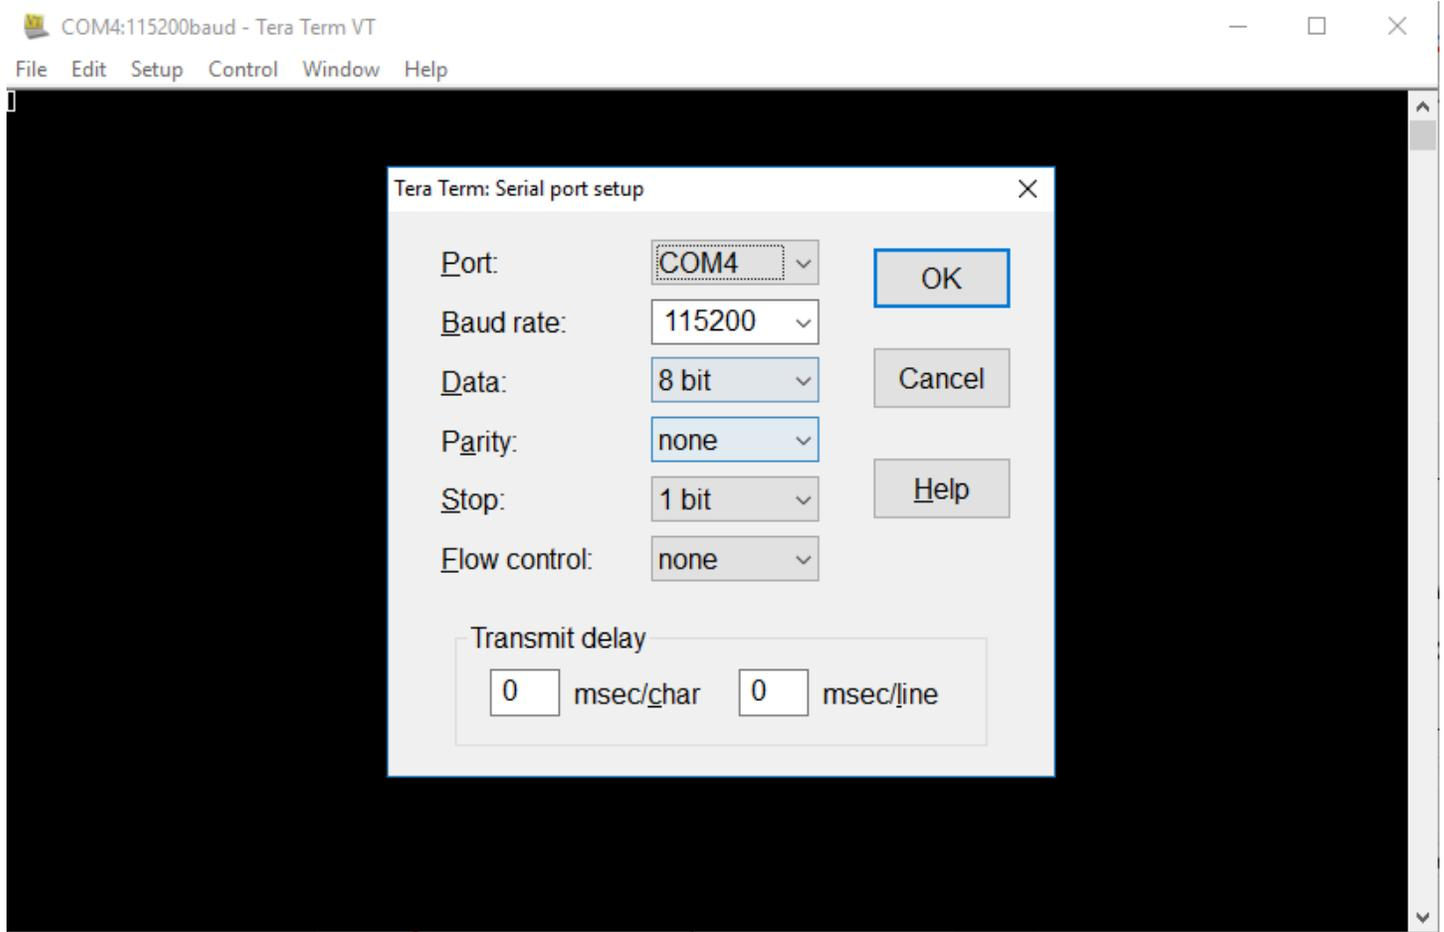 COM4:115200baud - Tera Term VT
File Edit Setup Control Window Help
Tera Term: Serial port setup
Port: COM4 OK
Baud rate: 115200
Data: 8 bit Cancel
Parity: none
Stop: 1 bit Help
Flow control: none
Transmit delay
0 msec/char 0 msec/line